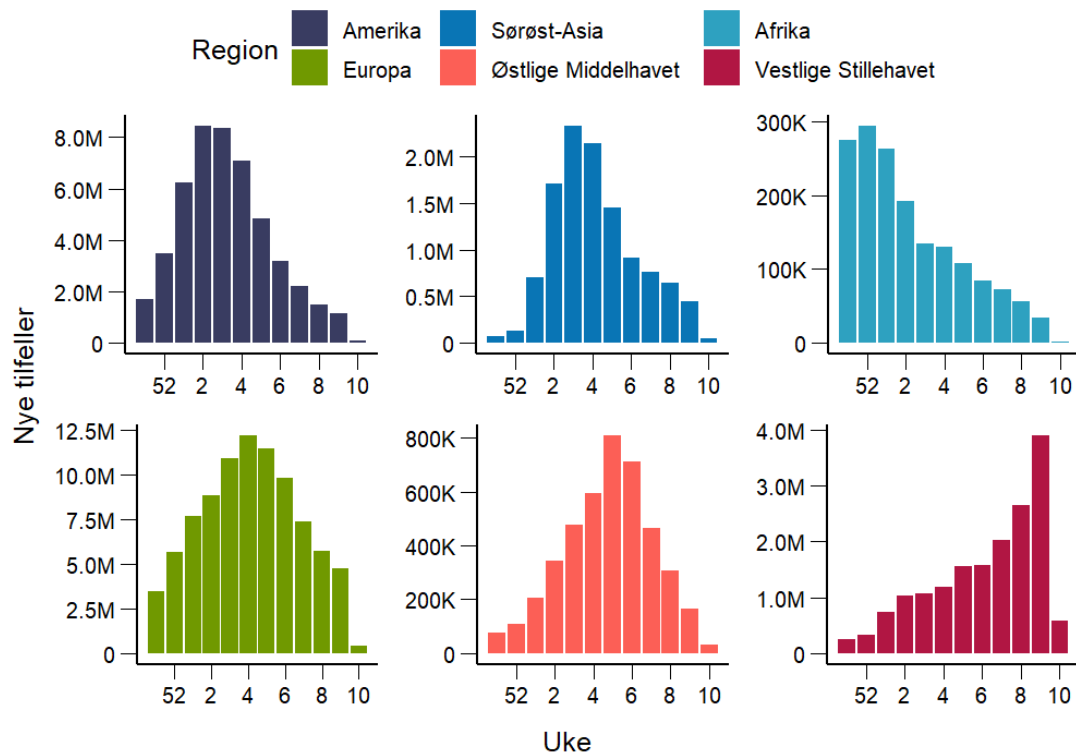 Region
Amerika
Sørøst-Asia
Afrika
Europa
Østlige Middelhavet
Vestlige Stillehavet
Nye tilfeller
8.0M
6.0M
4.0M
2.0M
0
52 2 4 6 8 10
2.0M
1.5M
1.0M
0.5M
0
52 2 4 6 8 10
300K
200K
100K
0
52 2 4 6 8 10
12.5M
10.0M
7.5M
5.0M
2.5M
0
52 2 4 6 8 10
800K
600K
400K
200K
0
52 2 4 6 8 10
4.0M
3.0M
2.0M
1.0M
0
52 2 4 6 8 10
Uke